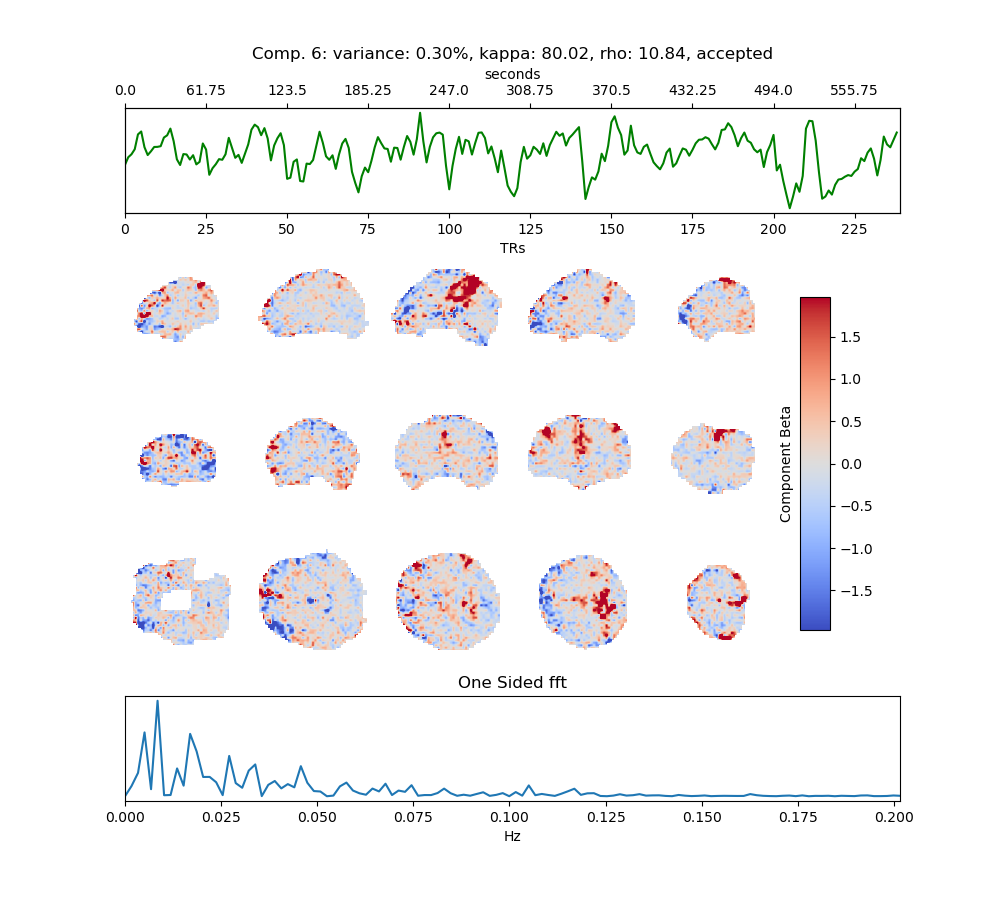 Comp. 6: variance: 0.30%, kappa: 80.02, rho: 10.84, accepted
seconds
0.0 61.75 123.5 185.25 247.0 308.75 370.5 432.25 494.0 555.75
0 25 50 75 100 125 150 175 200 225
TRs
1.5
1.0
0.5
0.0
−0.5
−1.0
−1.5
Component Beta
One Sided fft
0.000 0.025 0.050 0.075 0.100 0.125 0.150 0.175 0.200
Hz